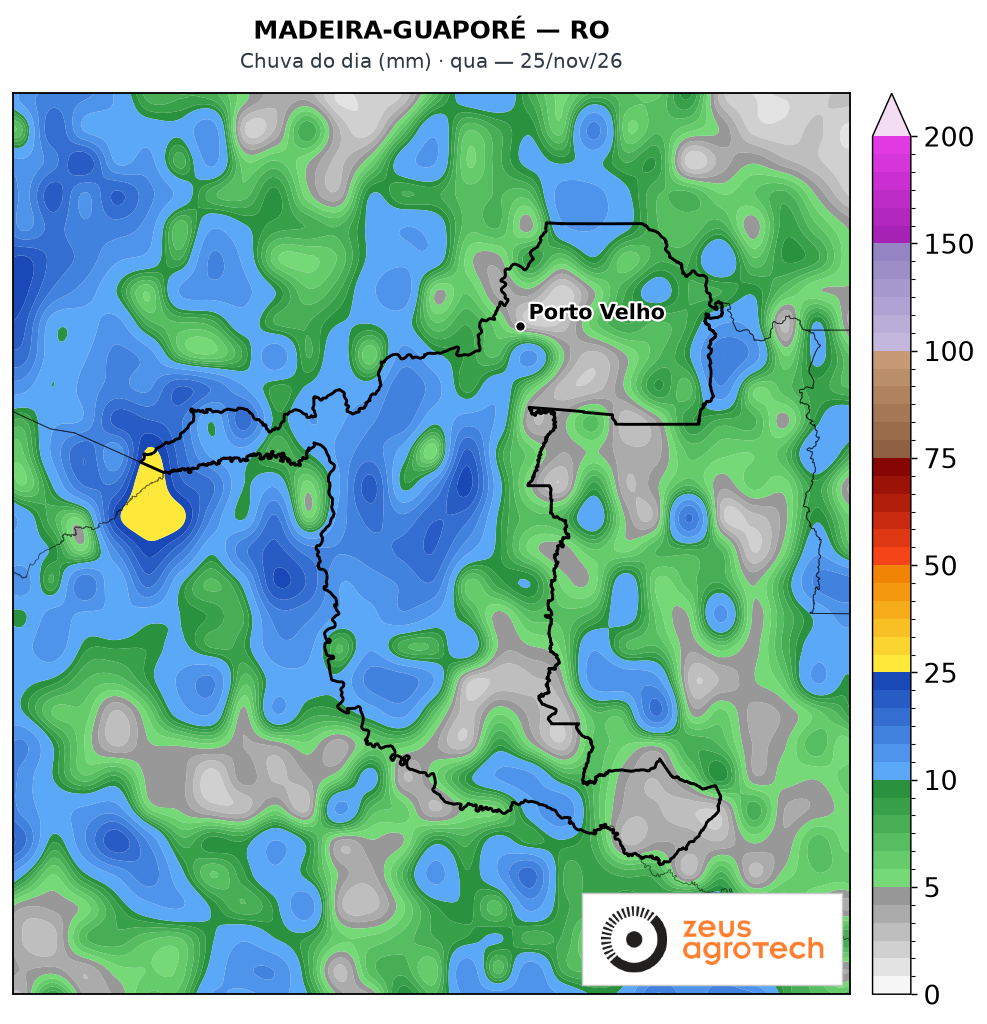 MADEIRA-GUAPORÉ — RO
Chuva do dia (mm) · qua — 25/nov/26
Porto Velho
200
150
100
75
50
25
10
5
0
zeus
agrotech